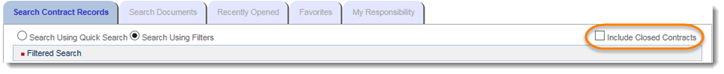 Search Contract Records Search Documents Recently Opened Favorites My Responsibility
Search Using Quick Search Search Using Filters Include Closed Contracts
Filtered Search